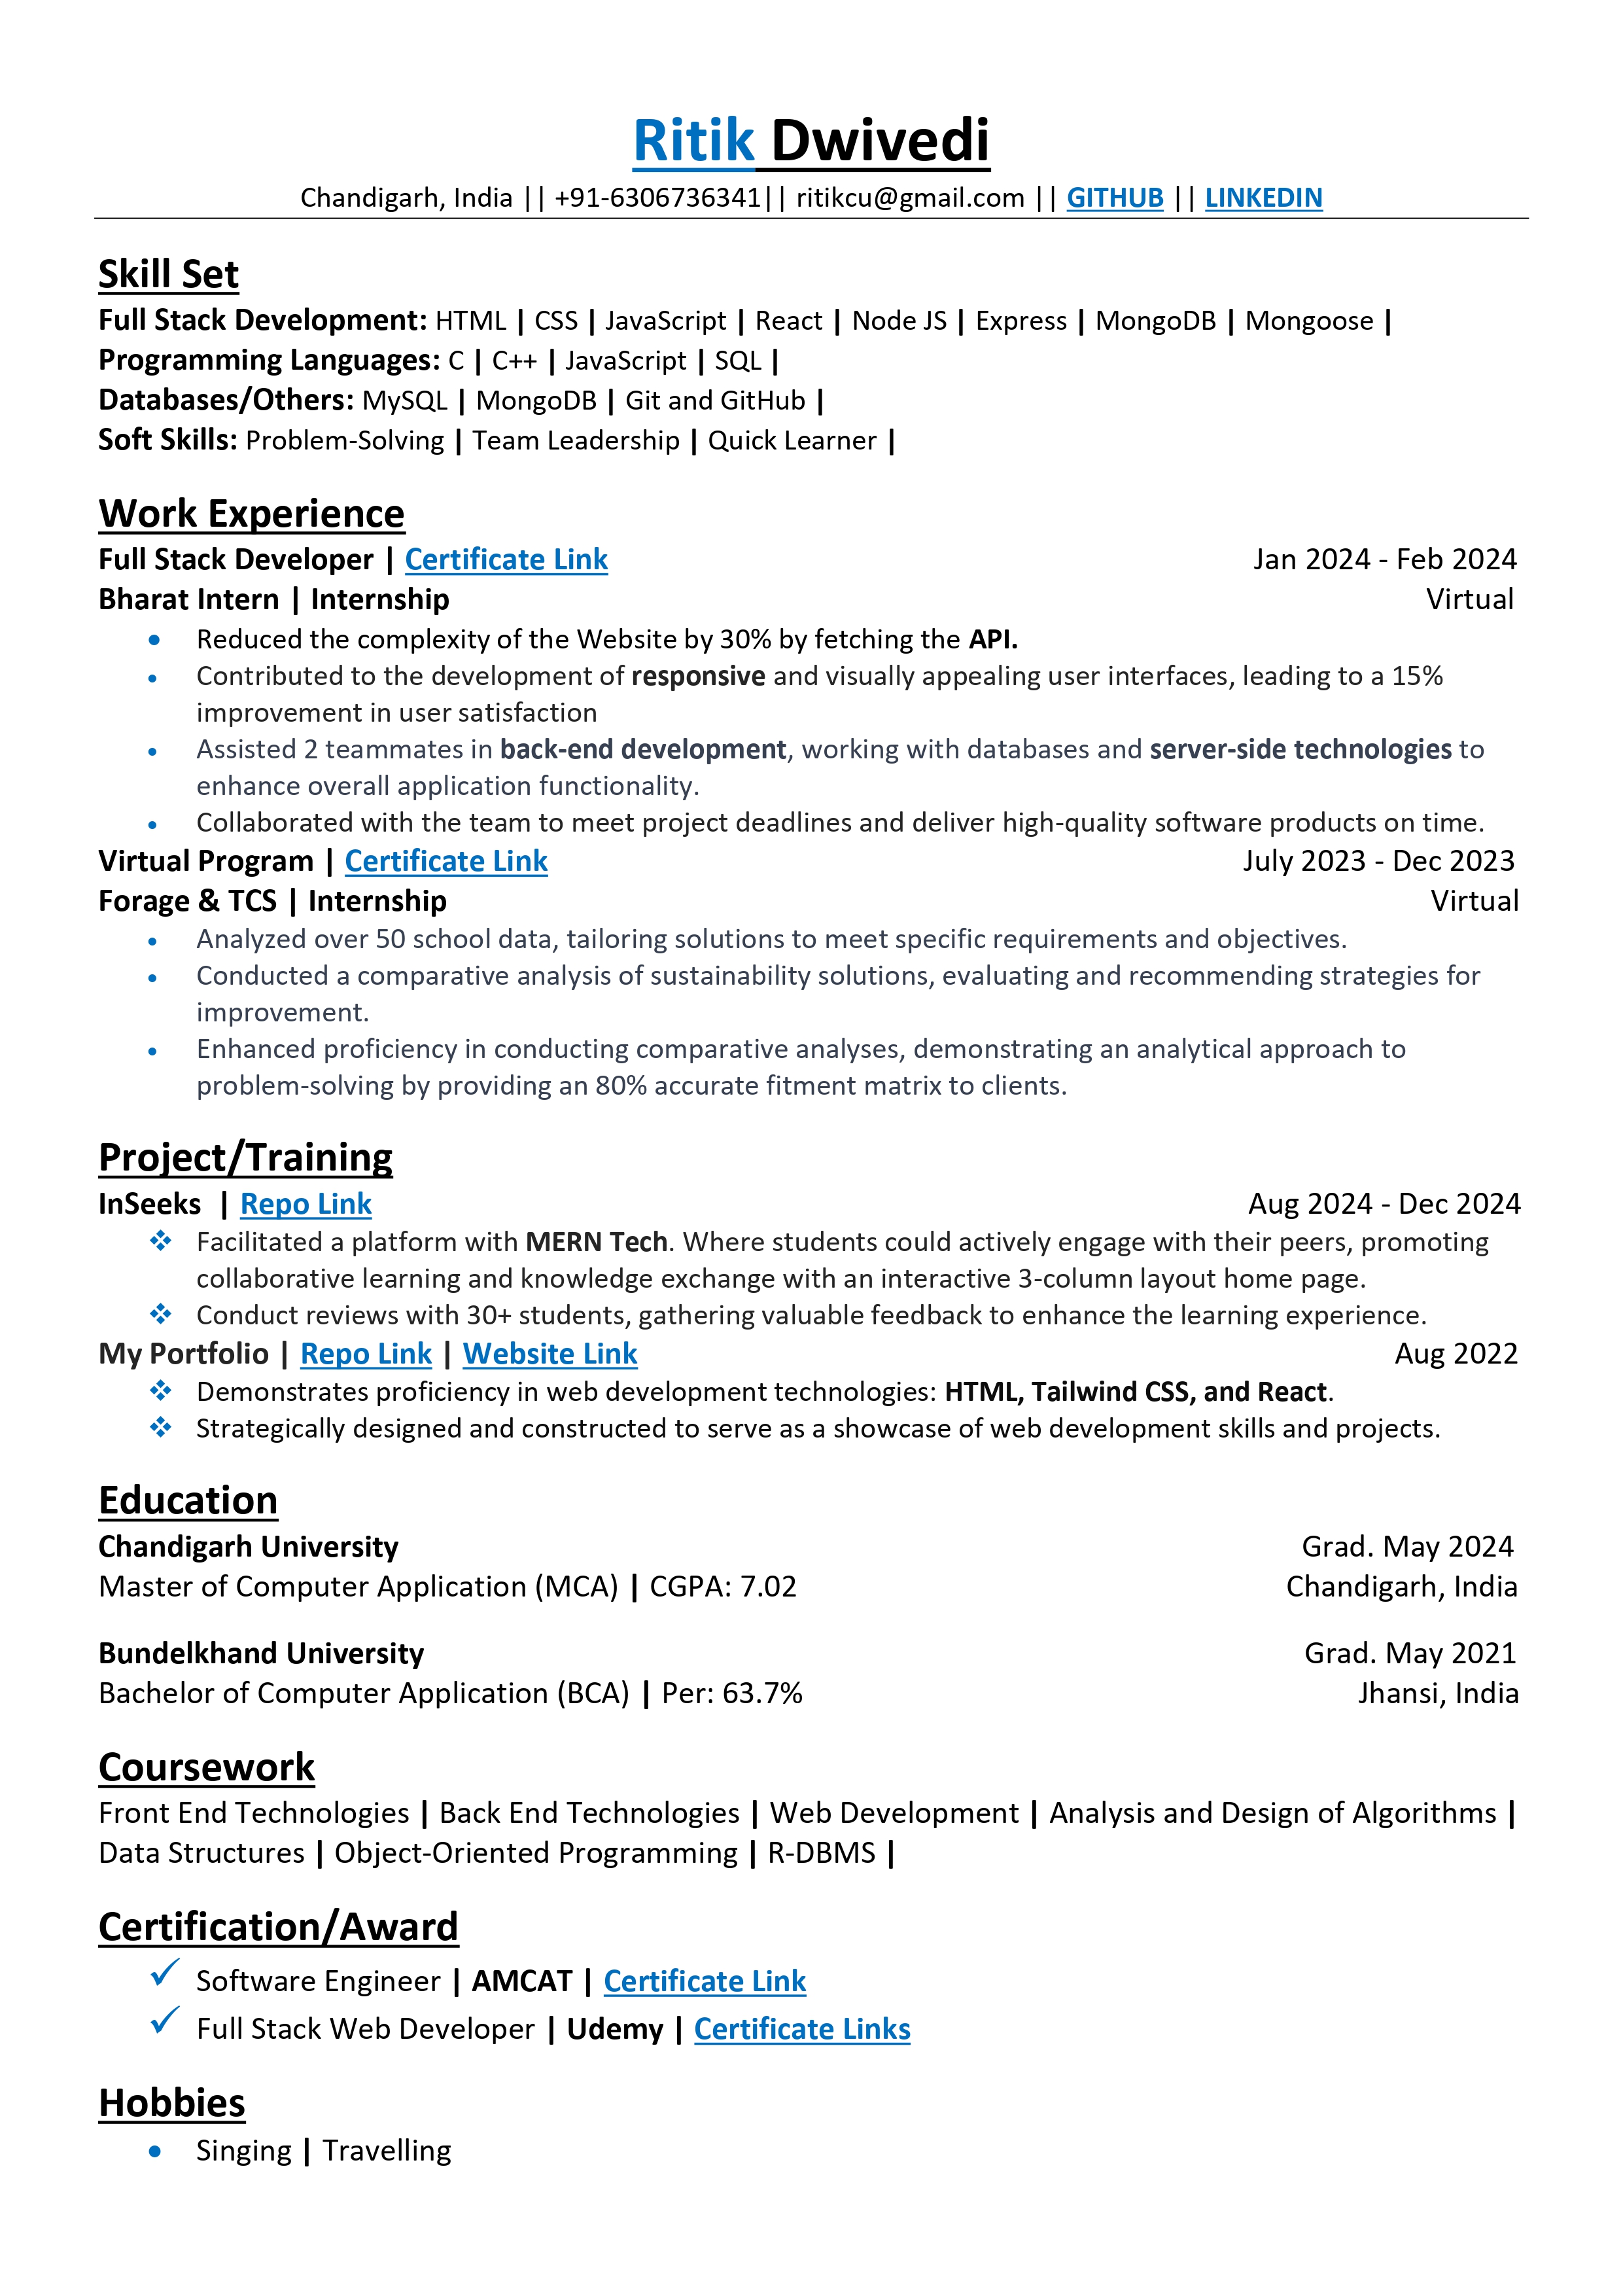 Ritik Dwivedi
Chandigarh, India || +91-6306736341|| ritikcu@gmail.com || GITHUB || LINKEDIN
Skill Set
Full Stack Development: HTML | CSS | JavaScript | React | Node JS | Express | MongoDB | Mongoose |
Programming Languages: C | C++ | JavaScript | SQL |
Databases/Others: MySQL | MongoDB | Git and GitHub |
Soft Skills: Problem-Solving | Team Leadership | Quick Learner |
Work Experience
Full Stack Developer | Certificate Link Jan 2024 - Feb 2024
Bharat Intern | Internship Virtual
• Reduced the complexity of the Website by 30% by fetching the API.
• Contributed to the development of responsive and visually appealing user interfaces, leading to a 15%
improvement in user satisfaction
• Assisted 2 teammates in back-end development, working with databases and server-side technologies to
enhance overall application functionality.
• Collaborated with the team to meet project deadlines and deliver high-quality software products on time.
Virtual Program | Certificate Link July 2023 - Dec 2023
Forage & TCS | Internship Virtual
• Analyzed over 50 school data, tailoring solutions to meet specific requirements and objectives.
• Conducted a comparative analysis of sustainability solutions, evaluating and recommending strategies for
improvement.
• Enhanced proficiency in conducting comparative analyses, demonstrating an analytical approach to
problem-solving by providing an 80% accurate fitment matrix to clients.
Project/Training
InSeeks | Repo Link Aug 2024 - Dec 2024
❖ Facilitated a platform with MERN Tech. Where students could actively engage with their peers, promoting
collaborative learning and knowledge exchange with an interactive 3-column layout home page.
❖ Conduct reviews with 30+ students, gathering valuable feedback to enhance the learning experience.
My Portfolio | Repo Link | Website Link Aug 2022
❖ Demonstrates proficiency in web development technologies: HTML, Tailwind CSS, and React.
❖ Strategically designed and constructed to serve as a showcase of web development skills and projects.
Education
Chandigarh University Grad. May 2024
Master of Computer Application (MCA) | CGPA: 7.02 Chandigarh, India
Bundelkhand University Grad. May 2021
Bachelor of Computer Application (BCA) | Per: 63.7% Jhansi, India
Coursework
Front End Technologies | Back End Technologies | Web Development | Analysis and Design of Algorithms |
Data Structures | Object-Oriented Programming | R-DBMS |
Certification/Award
✓ Software Engineer | AMCAT | Certificate Link
✓ Full Stack Web Developer | Udemy | Certificate Links
Hobbies
• Singing | Travelling